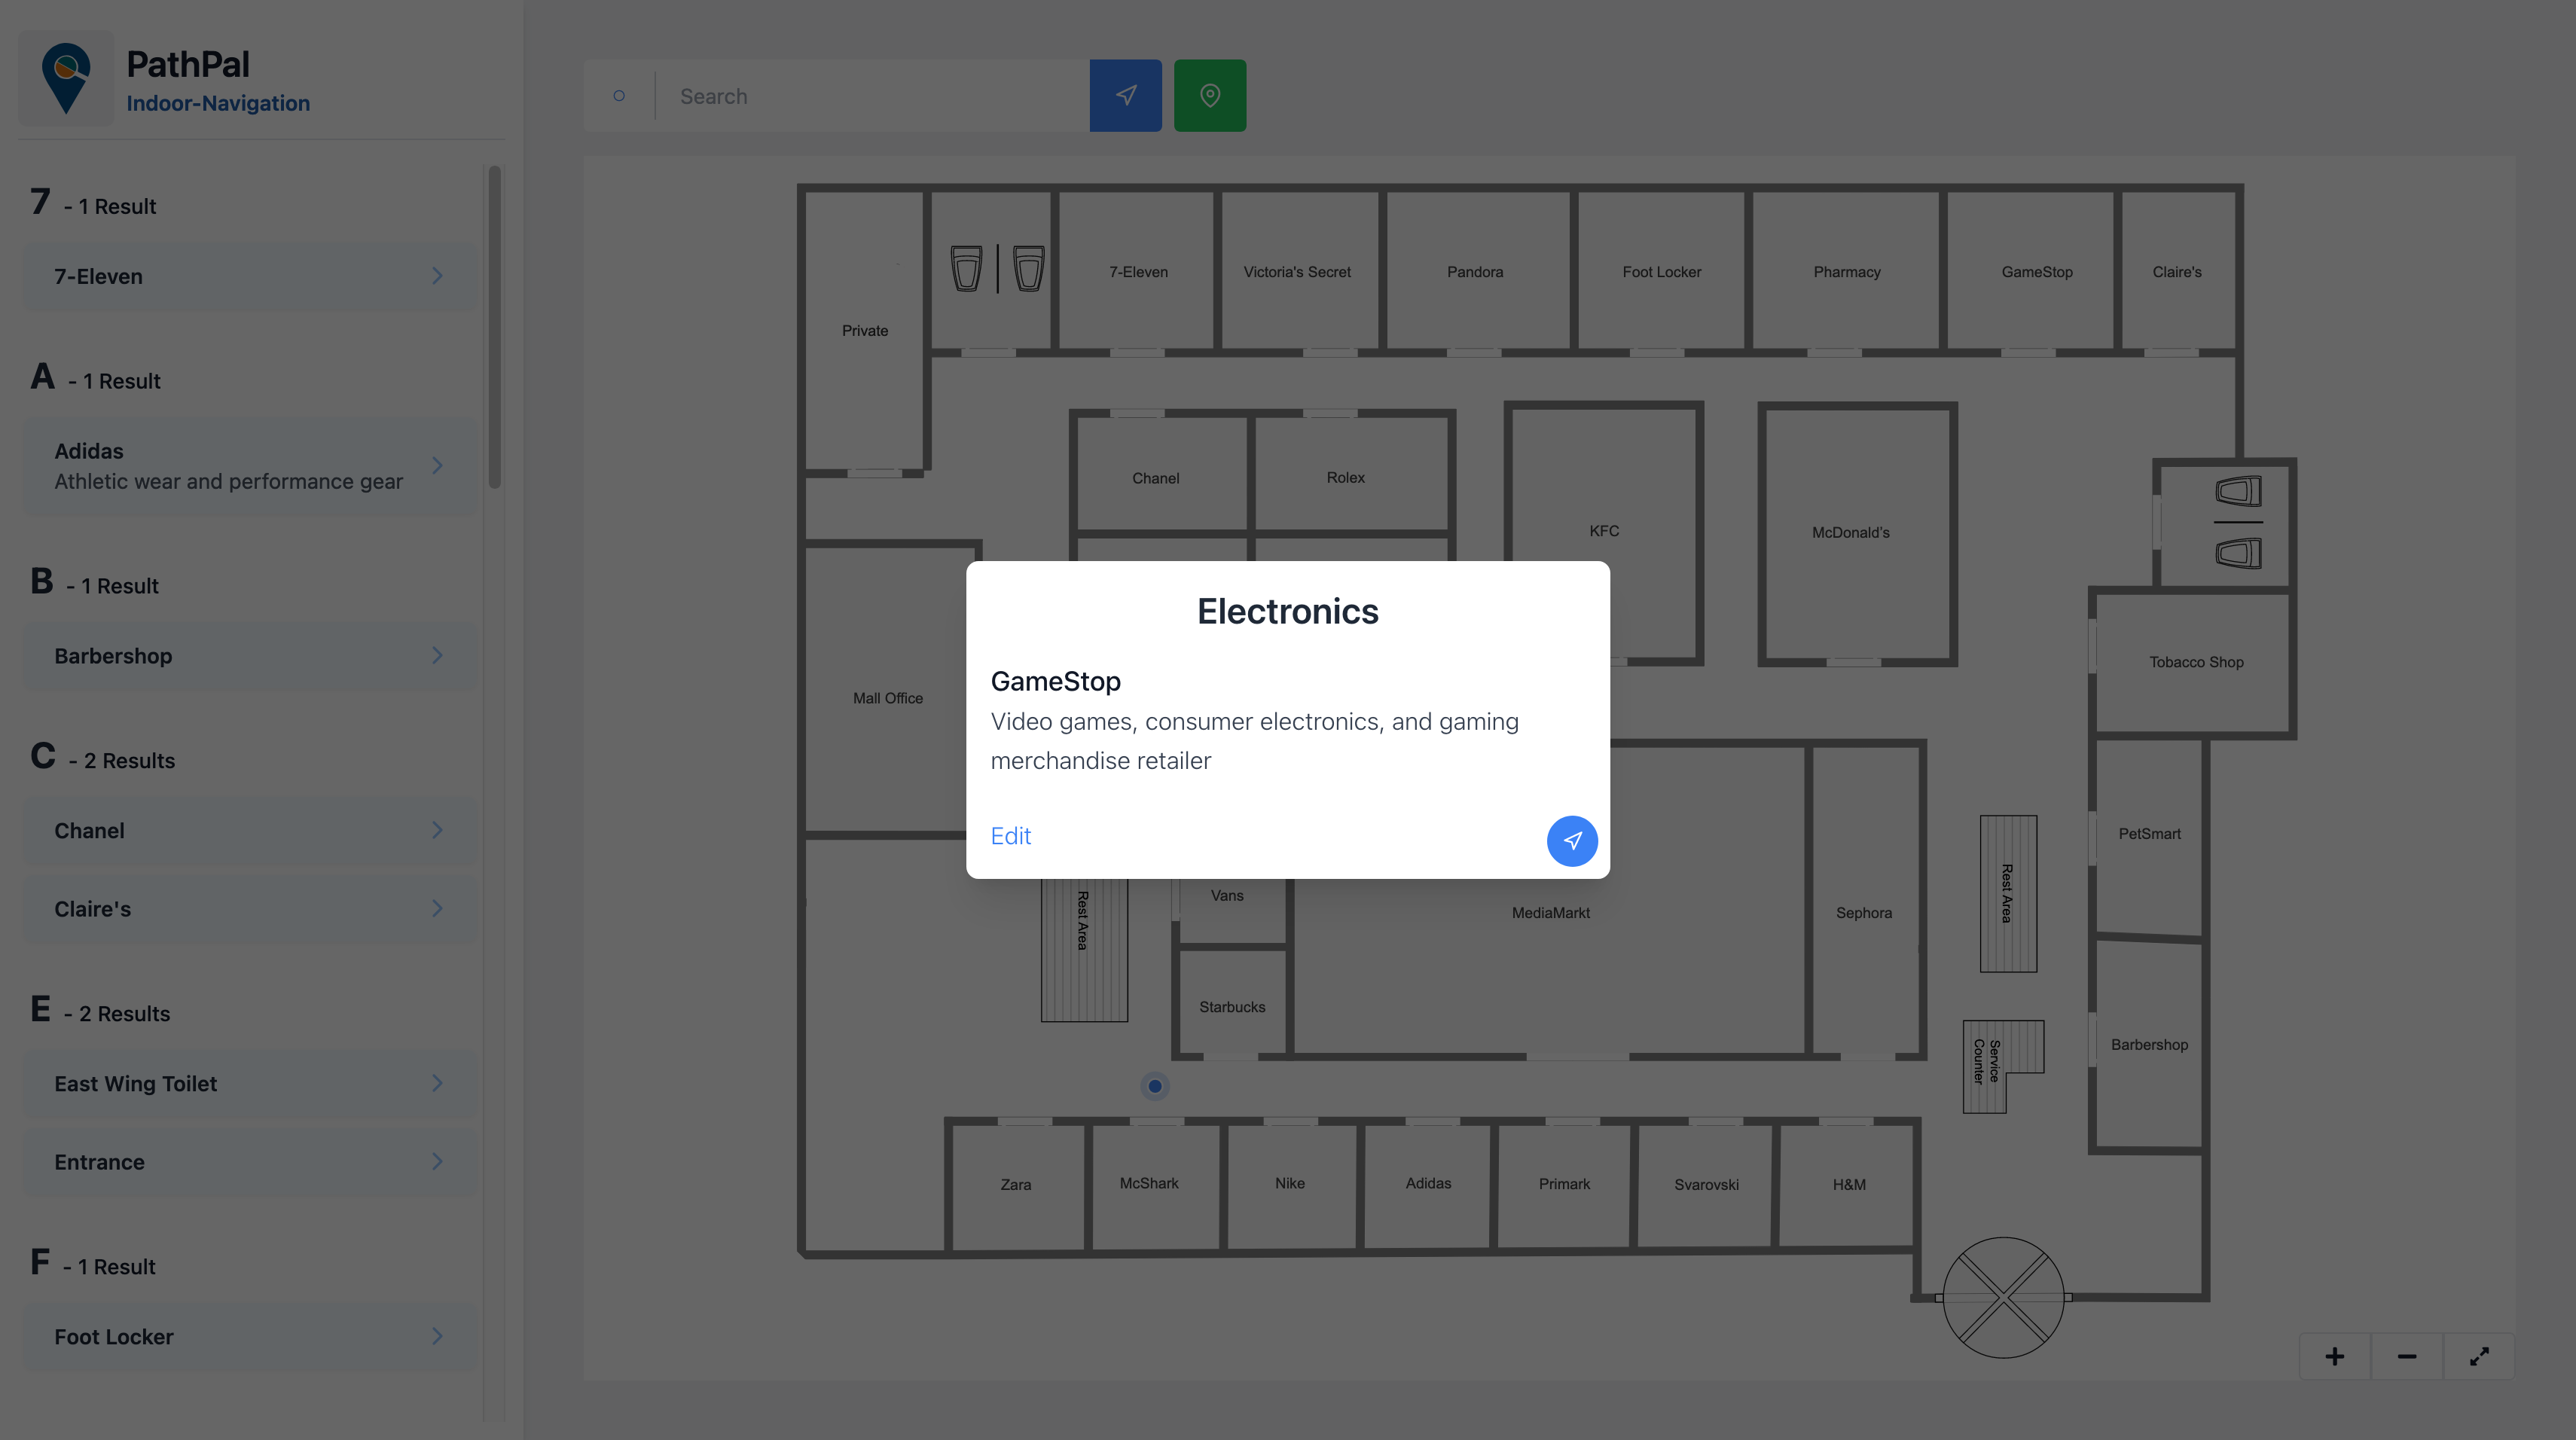 PathPal
Indoor-Navigation
7 - 1 Result
7-Eleven
A - 1 Result
Adidas
Athletic wear and performance gear
B - 1 Result
Barbershop
C - 2 Results
Chanel
Claire's
E - 2 Results
East Wing Toilet
Entrance
F - 1 Result
Foot Locker
Search
Private
7-Eleven
Victoria's Secret
Pandora
Foot Locker
Pharmacy
GameStop
Claire's
Chanel
Rolex
KFC
McDonald's
Tobacco Shop
Mall Office
Electronics
GameStop
Video games, consumer electronics, and gaming
merchandise retailer
Edit
PetSmart
Rest Area
Vans
MediaMarkt
Sephora
Rest Area
Starbucks
Service
Counter
Barbershop
Zara
McShark
Nike
Adidas
Primark
Svarovski
H&M